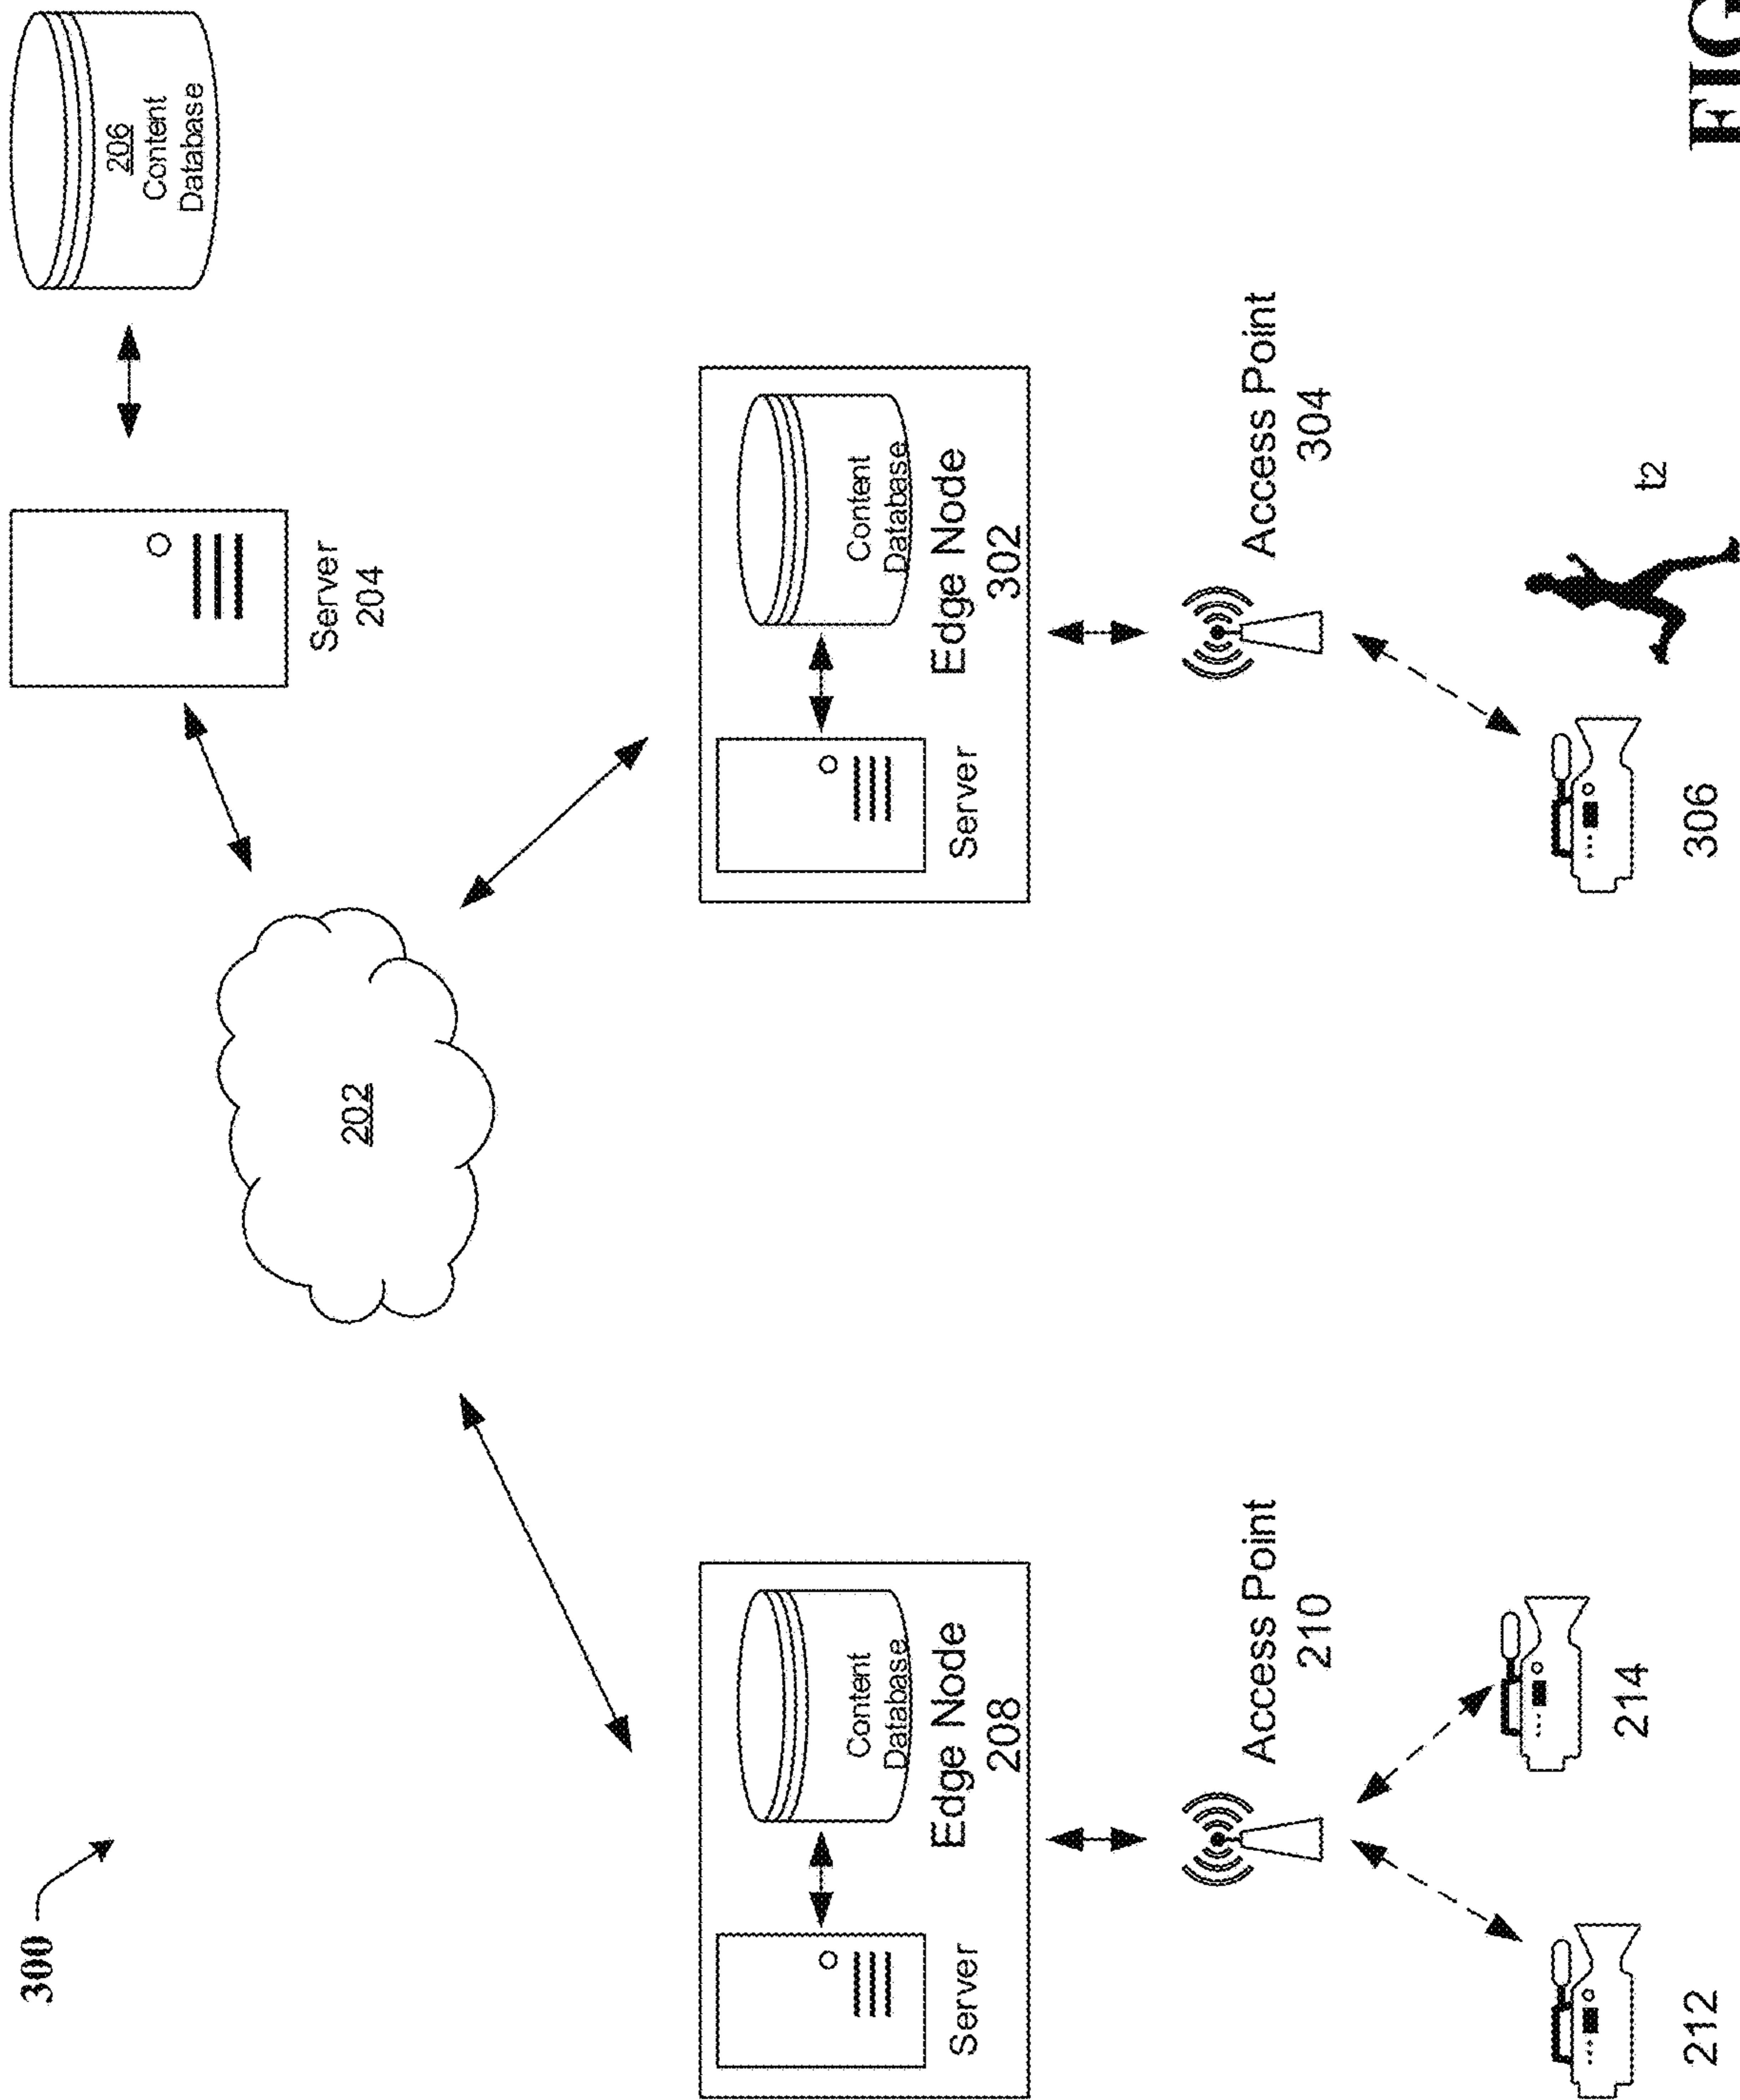 300
206
Content
Database
Server
204
202
Content
Database
Server
Edge Node
208
Content
Database
Server
Edge Node
302
Access Point
210
Access Point
304
212
214
306
t2
FIG